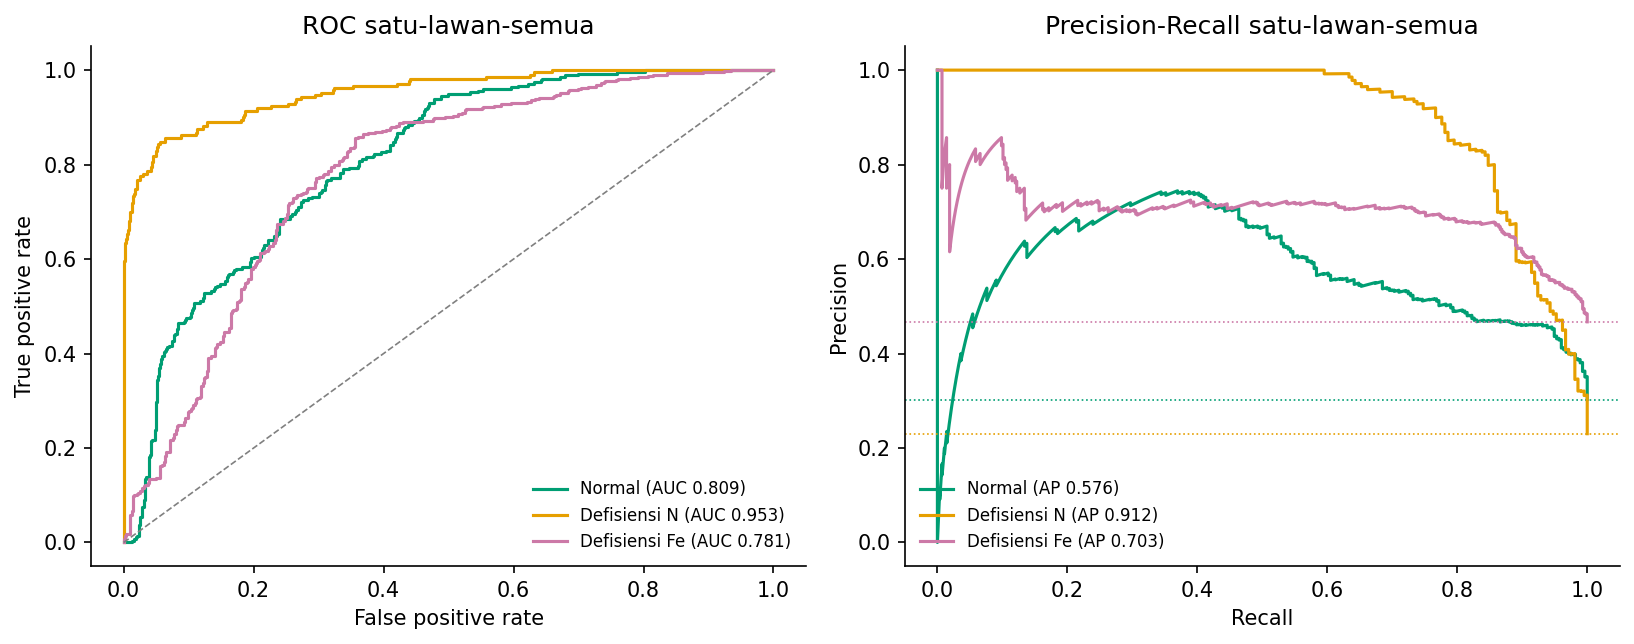 ROC satu-lawan-semua
True positive rate
1.0
0.8
0.6
0.4
0.2
0.0
0.0 0.2 0.4 0.6 0.8 1.0
False positive rate
Normal (AUC 0.809)
Defisiensi N (AUC 0.953)
Defisiensi Fe (AUC 0.781)
Precision-Recall satu-lawan-semua
Precision
1.0
0.8
0.6
0.4
0.2
0.0
0.0 0.2 0.4 0.6 0.8 1.0
Recall
Normal (AP 0.576)
Defisiensi N (AP 0.912)
Defisiensi Fe (AP 0.703)